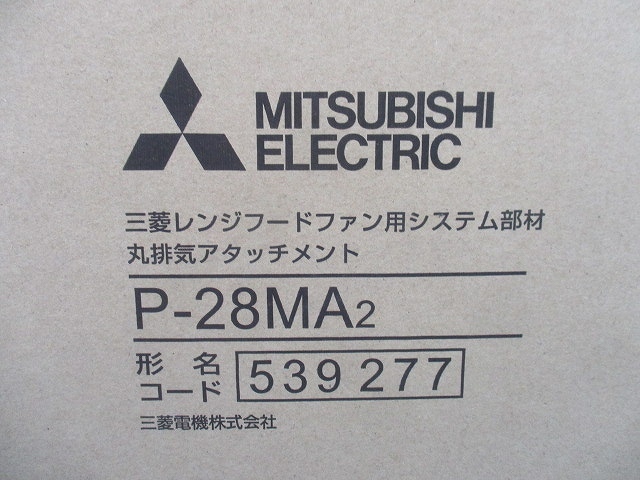 MITSUBISHI
ELECTRIC
三菱レンジフードファン用システム部材
丸排気アタッチメント
P-28MA2
形 名
コード
539 277
三菱電機株式会社